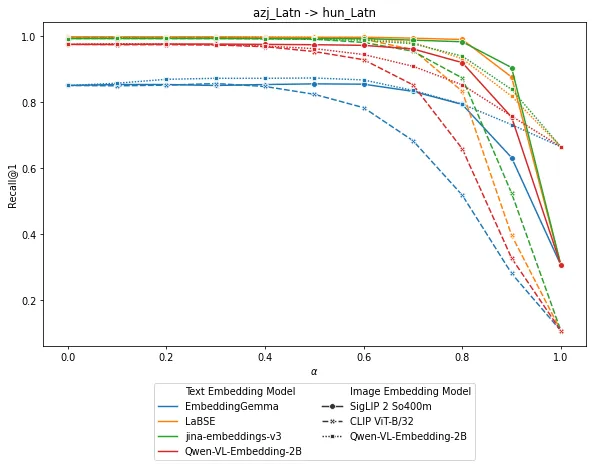 azj_Latn -> hun_Latn
Recall@1
1.0
0.8
0.6
0.4
0.2
0.0 0.2 0.4 0.6 0.8 1.0
α
Text Embedding Model
EmbeddingGemma
LaBSE
jina-embeddings-v3
Qwen-VL-Embedding-2B
Image Embedding Model
SigLIP 2 So400m
CLIP ViT-B/32
Qwen-VL-Embedding-2B